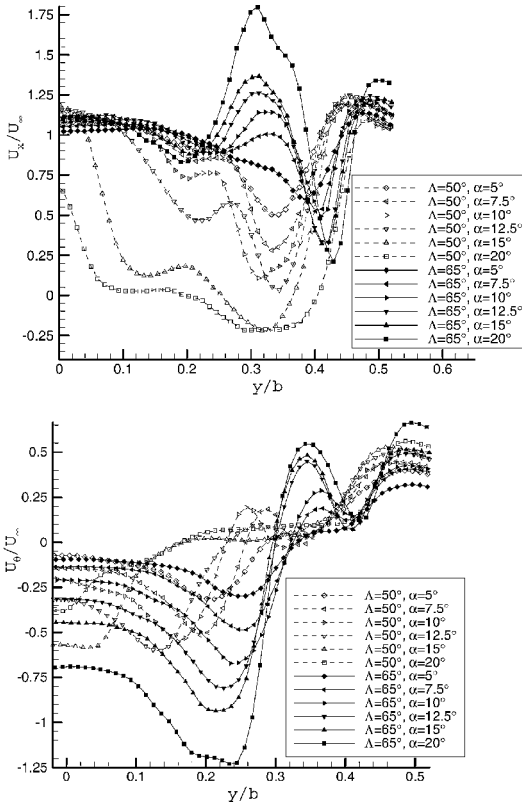 1.75
1.5
1.25
1
0.75
0.5
0.25
0
-0.25
Ux/U∞
0 0.1 0.2 0.3 0.4 0.5 0.6
y/b
Λ=50°, α=5°
Λ=50°, α=7.5°
Λ=50°, α=10°
Λ=50°, α=12.5°
Λ=50°, α=15°
Λ=50°, α=20°
Λ=65°, α=5°
Λ=65°, α=7.5°
Λ=65°, α=10°
Λ=65°, α=12.5°
Λ=65°, α=15°
Λ=65°, α=20°
0.5
0.25
0
-0.25
-0.5
-0.75
-1
-1.25
Uθ/U∞
0 0.1 0.2 0.3 0.4 0.5
y/b
Λ=50°, α=5°
Λ=50°, α=7.5°
Λ=50°, α=10°
Λ=50°, α=12.5°
Λ=50°, α=15°
Λ=50°, α=20°
Λ=65°, α=5°
Λ=65°, α=7.5°
Λ=65°, α=10°
Λ=65°, α=12.5°
Λ=65°, α=15°
Λ=65°, α=20°